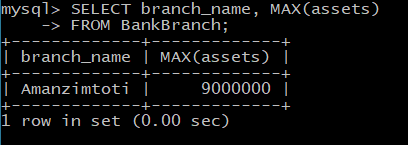 mysql> SELECT branch_name, MAX(assets)
    -> FROM BankBranch;
+-------------+-------------+
| branch_name | MAX(assets) |
+-------------+-------------+
| Amanzimtoti |     9000000 |
+-------------+-------------+
1 row in set (0.00 sec)